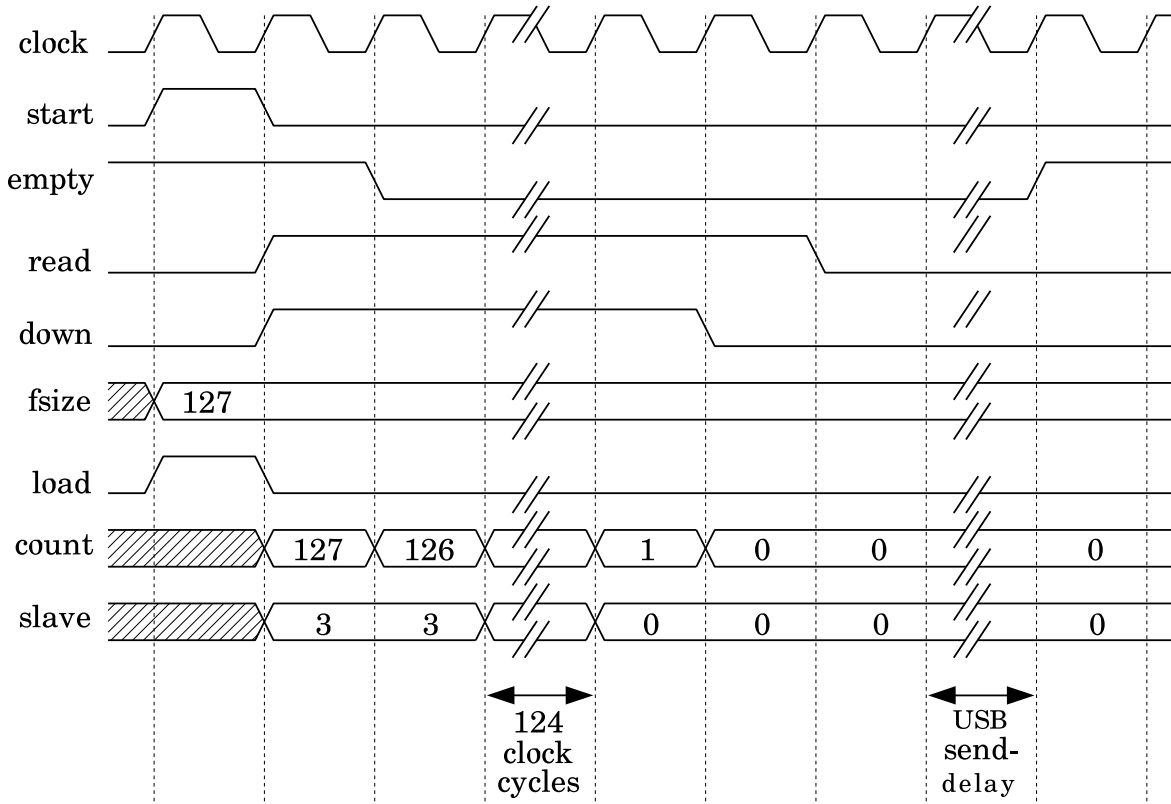 clock
start
empty
read
down
fsize 127
load
count 127 126 1 0 0 0
slave 3 3 0 0 0 0
124
clock
cycles
USB
send-
delay